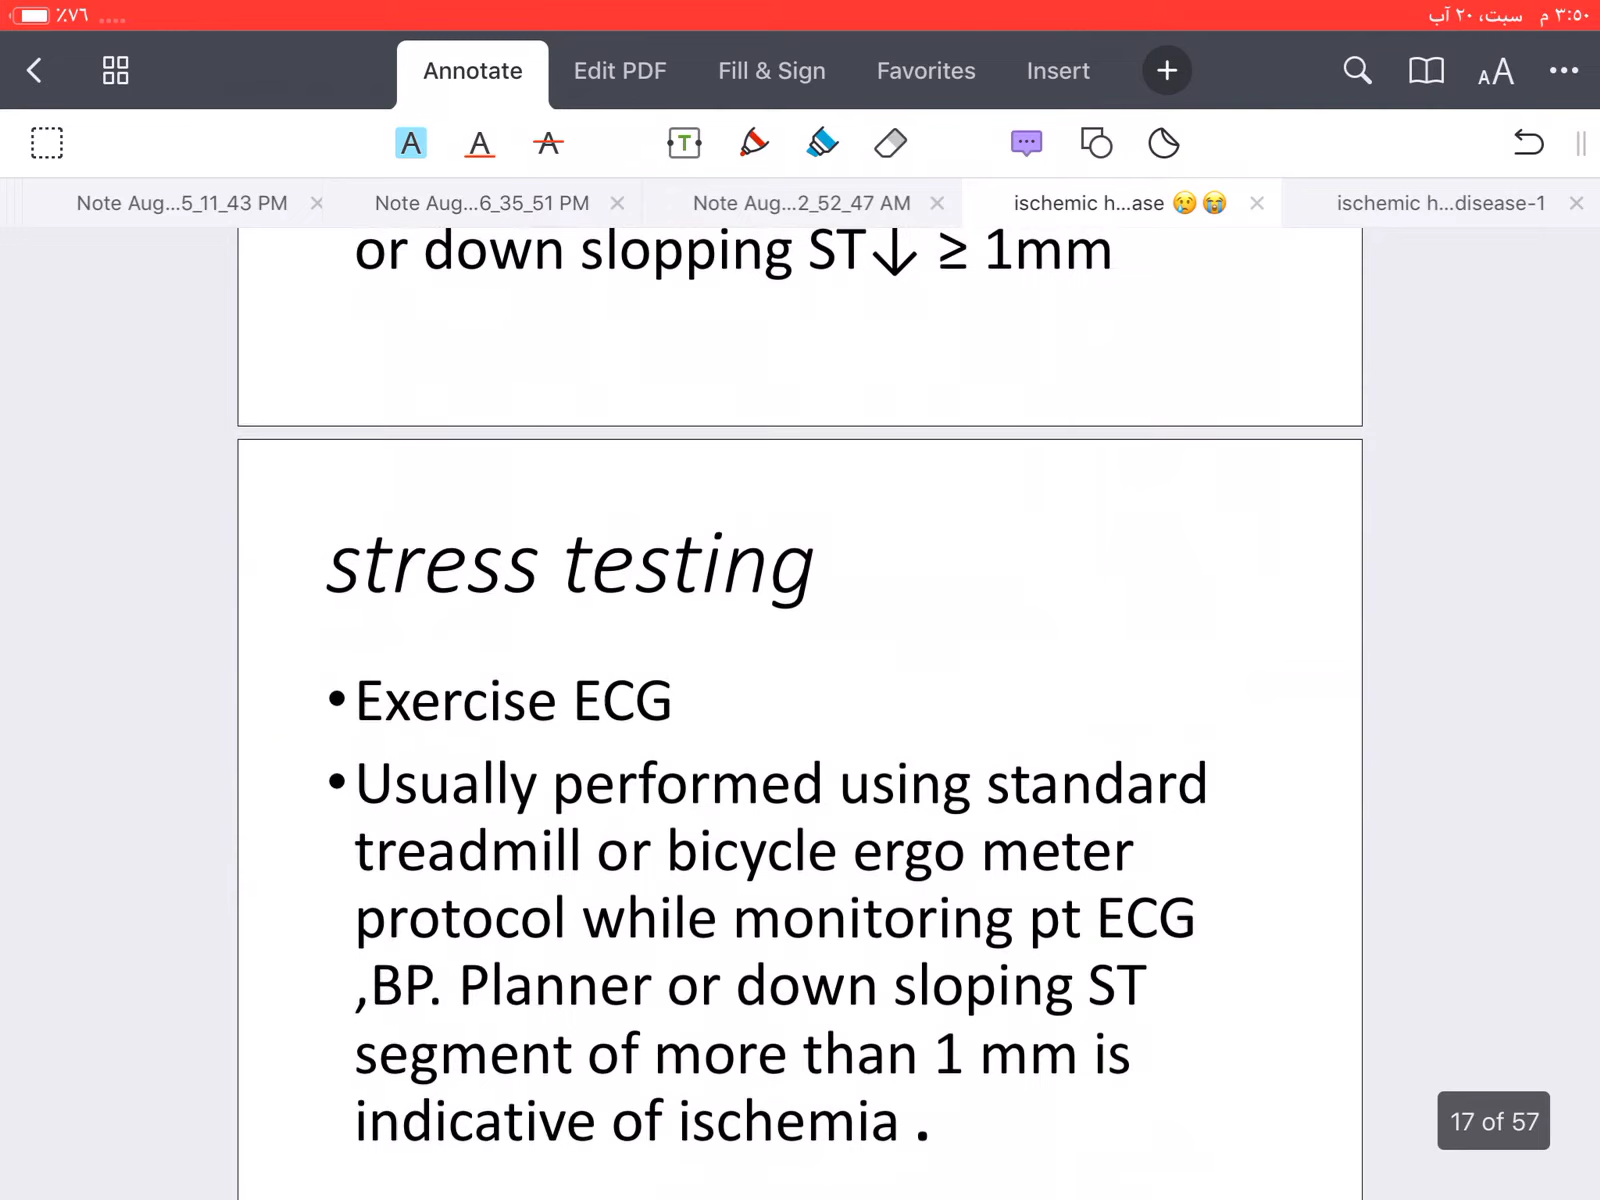 ٪٧٦
٣:٥٠ م  سبت، ٢٠ آب
Annotate Edit PDF Fill & Sign Favorites Insert
AA
A A A T
Note Aug...5_11_43 PM Note Aug...6_35_51 PM Note Aug...2_52_47 AM ischemic h...ase 😢😭 ischemic h...disease-1
or down slopping ST↓ ≥ 1mm
stress testing
•Exercise ECG
•Usually performed using standard
treadmill or bicycle ergo meter
protocol while monitoring pt ECG
,BP. Planner or down sloping ST
segment of more than 1 mm is
indicative of ischemia .
17 of 57